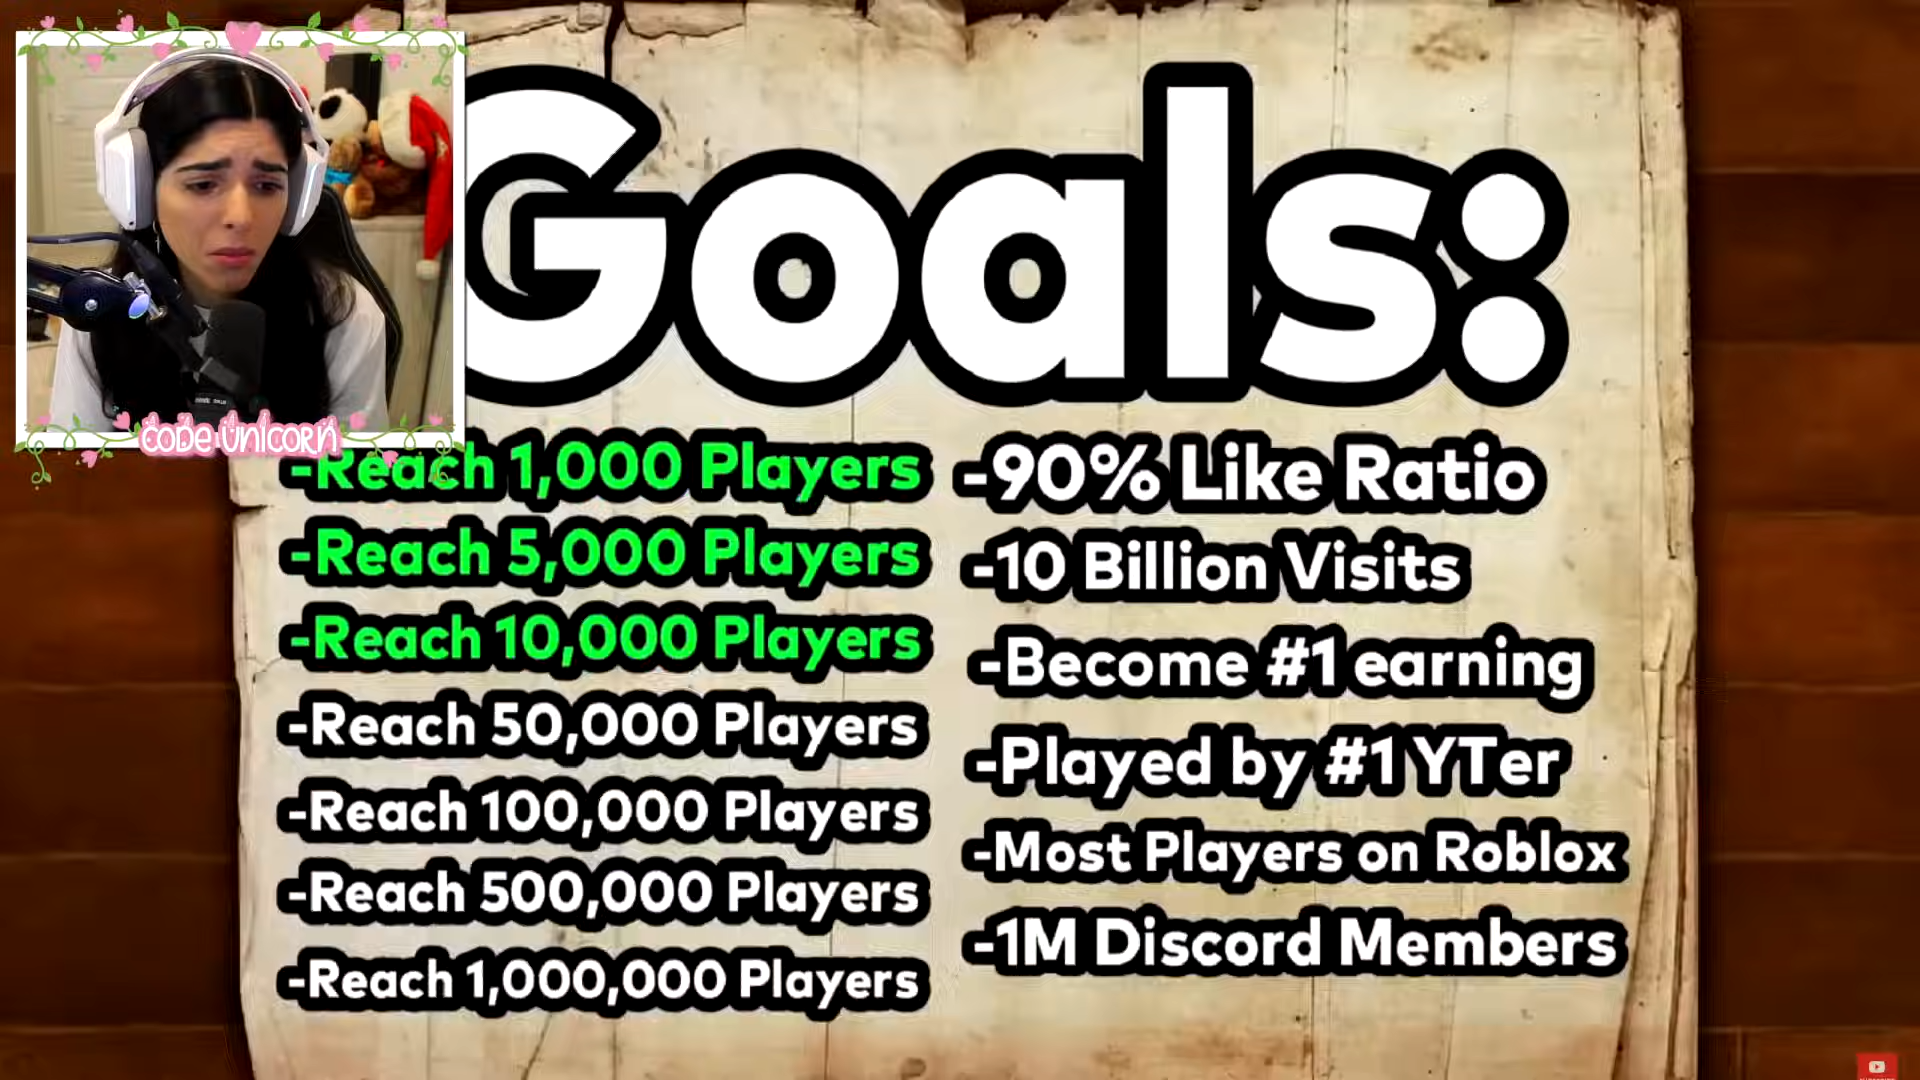 Goals:
CODE UNICORN
-Reach 1,000 Players
-Reach 5,000 Players
-Reach 10,000 Players
-Reach 50,000 Players
-Reach 100,000 Players
-Reach 500,000 Players
-Reach 1,000,000 Players
-90% Like Ratio
-10 Billion Visits
-Become #1 earning
-Played by #1 YTer
-Most Players on Roblox
-1M Discord Members